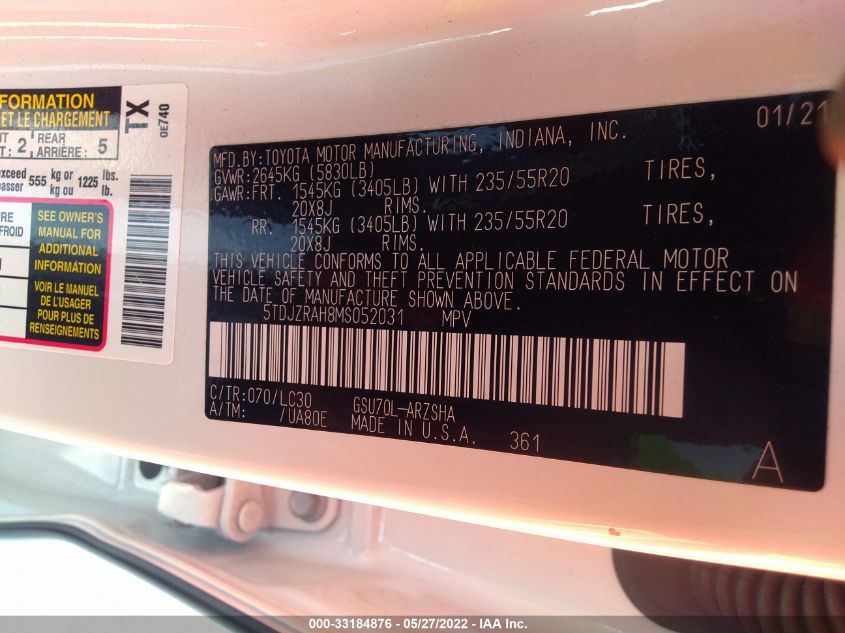 FORMATION
ET LE CHARGEMENT
TX
0E740
2 REAR
ARRIÈRE: 5
exceed 555 kg or 1225 lbs.
passer kg ou lb.
FROID
SEE OWNER'S
MANUAL FOR
ADDITIONAL
INFORMATION
VOIR LE MANUEL
DE L'USAGER
POUR PLUS DE
RENSEIGNEMENTS
01/21
MFD. BY: TOYOTA MOTOR MANUFACTURING, INDIANA, INC.
GVWR: 2645KG (5830LB)
GAWR: FRT. 1545KG (3405LB) WITH 235/55R20 TIRES,
20X8J RIMS.
RR. 1545KG (3405LB) WITH 235/55R20 TIRES,
20X8J RIMS.
THIS VEHICLE CONFORMS TO ALL APPLICABLE FEDERAL MOTOR
VEHICLE SAFETY AND THEFT PREVENTION STANDARDS IN EFFECT ON
THE DATE OF MANUFACTURE SHOWN ABOVE.
5TDJZRAH8MS052031 MPV
C/TR: 070/LC30 GSU70L-ARZSHA
A/TM: /UA80E MADE IN U.S.A. 361
A
000-33184876 - 05/27/2022 - IAA Inc.